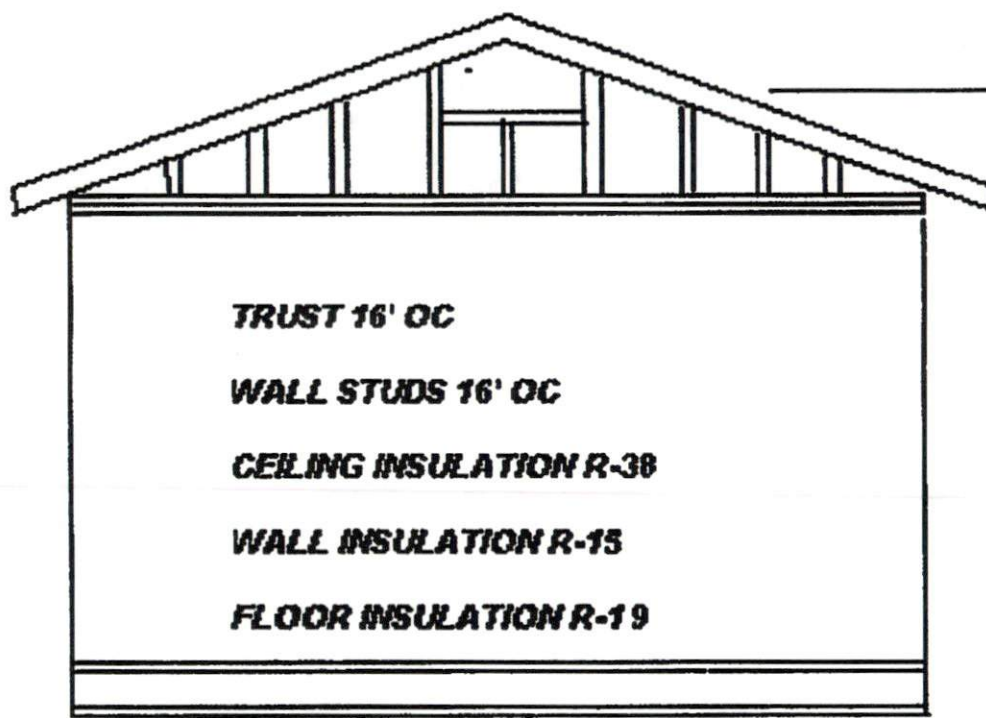 TRUST 16' OC
WALL STUDS 16' OC
CEILING INSULATION R-38
WALL INSULATION R-15
FLOOR INSULATION R-19